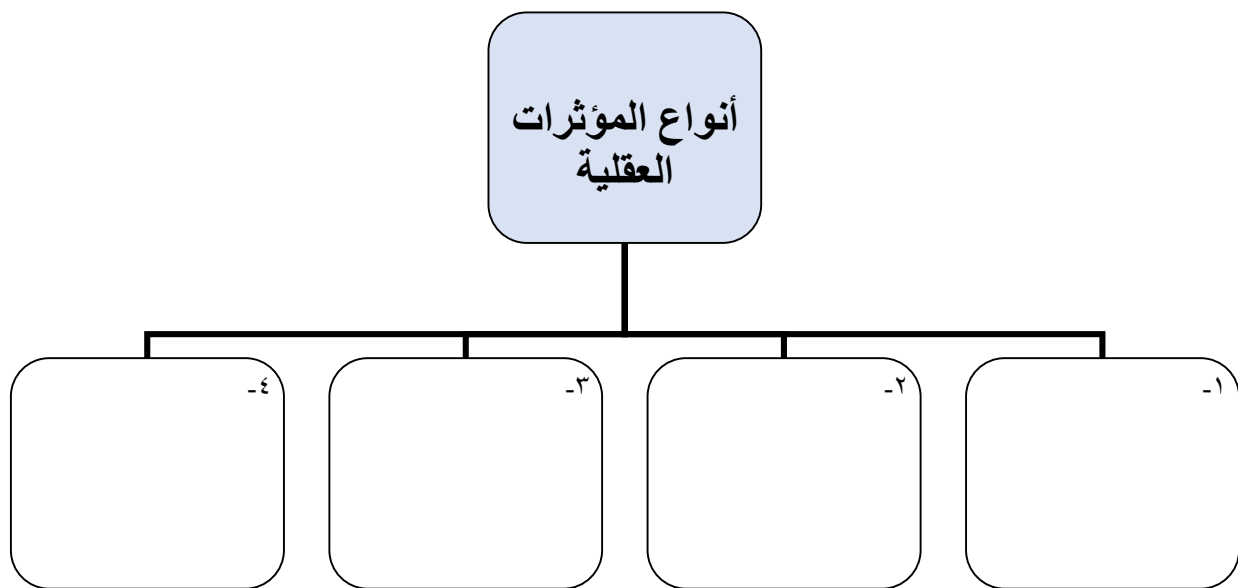 أنواع المؤثرات
العقلية
١-
٢-
٣-
٤-